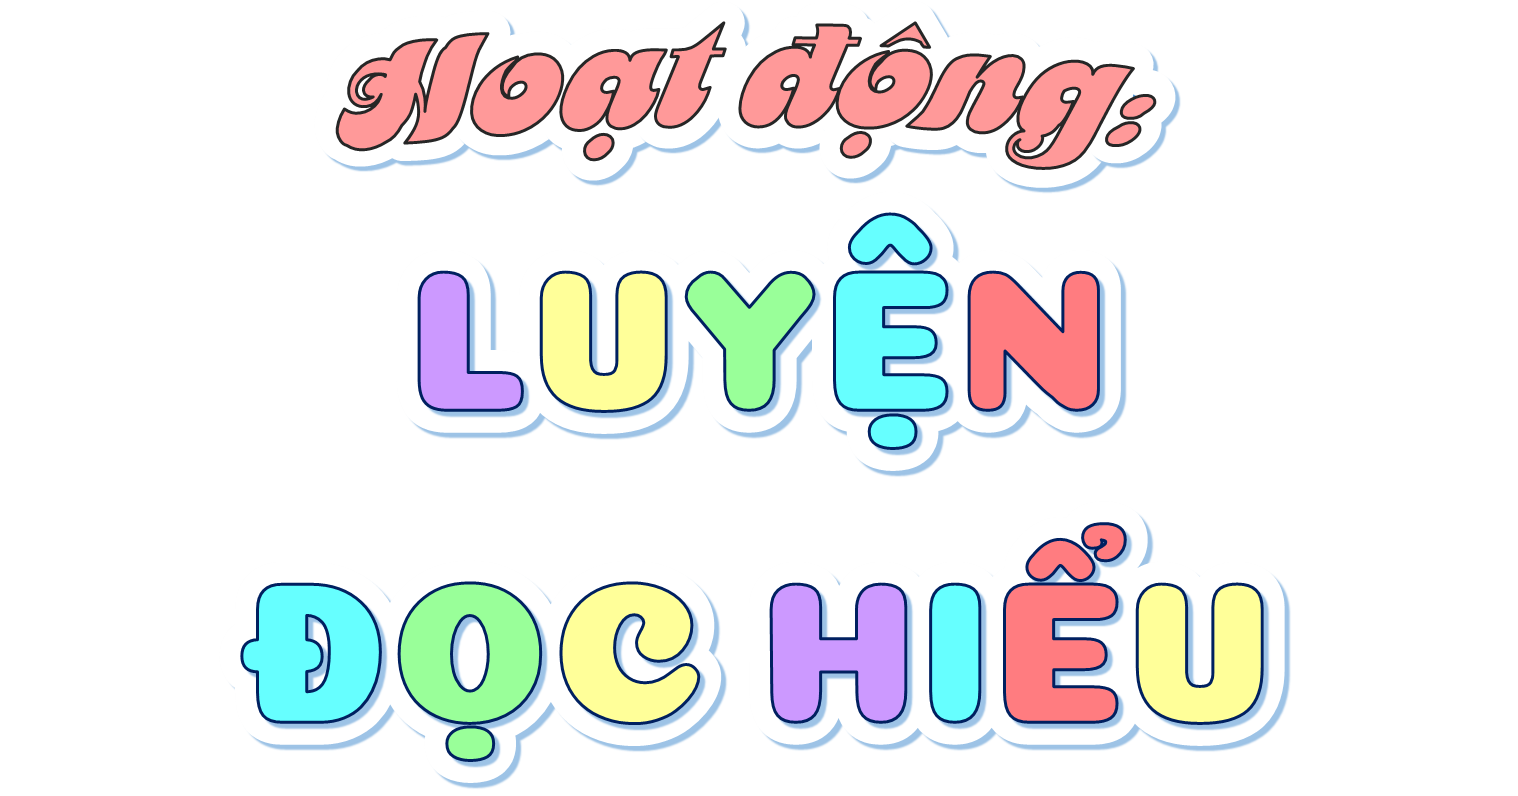 Hoạt động:
LUYỆN
ĐỌC HIỂU